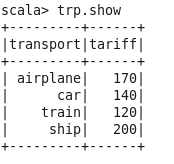 scala> trp.show
+---------+------+
|transport|tariff|
+---------+------+
| airplane|   170|
|      car|   140|
|    train|   120|
|     ship|   200|
+---------+------+